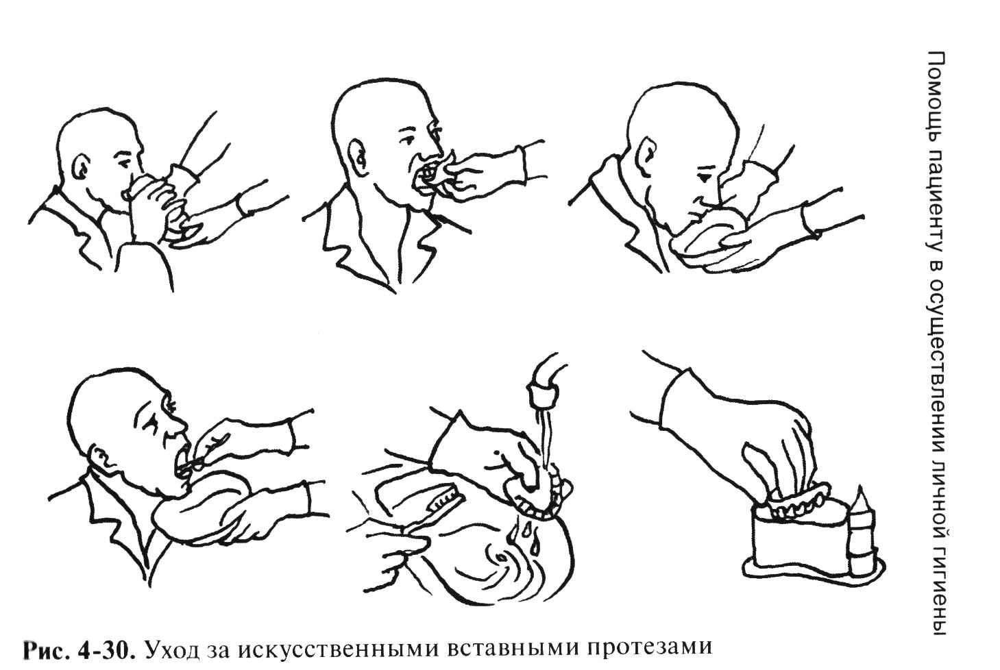 Помощь пациенту в осуществлении личной гигиены
Рис. 4-30. Уход за искусственными вставными протезами